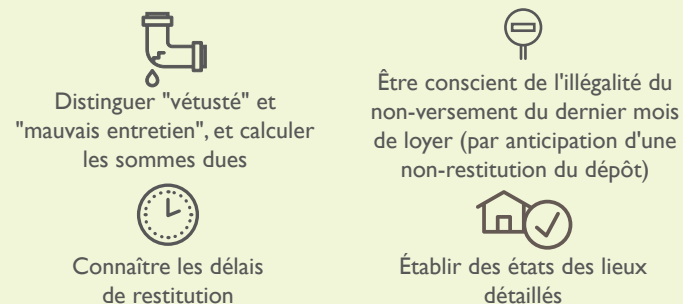 Distinguer "vétusté" et
"mauvais entretien", et calculer
les sommes dues
Être conscient de l'illégalité du
non-versement du dernier mois
de loyer (par anticipation d'une
non-restitution du dépôt)
Connaître les délais
de restitution
Établir des états des lieux
détaillés